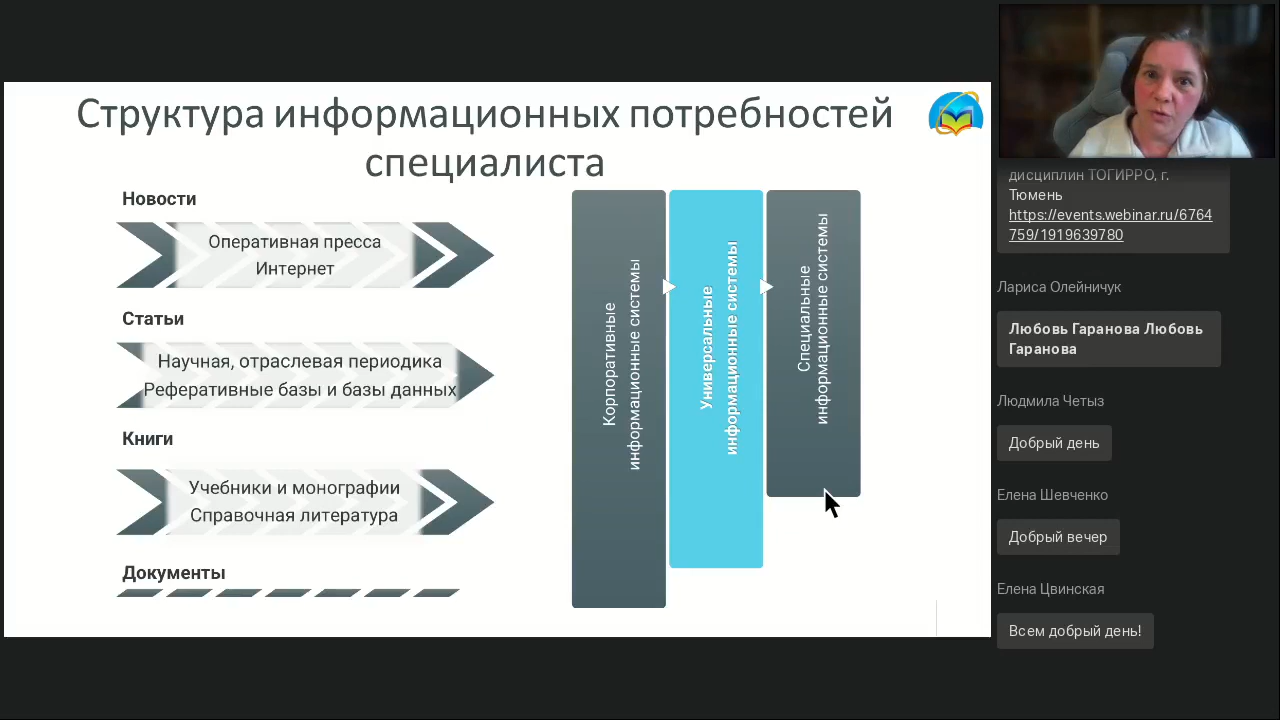 Структура информационных потребностей
специалиста
Новости
Оперативная пресса
Интернет
Статьи
Научная, отраслевая периодика
Реферативные базы и базы данных
Книги
Учебники и монографии
Справочная литература
Документы
Корпоративные
информационные системы
Универсальные
информационные системы
Специальные
информационные системы
дисциплин ТОГИРРО, г.
Тюмень
https://events.webinar.ru/6764
759/1919639780
Лариса Олейничук
Любовь Гаранова Любовь
Гаранова
Людмила Четыз
Добрый день
Елена Шевченко
Добрый вечер
Елена Цвинская
Всем добрый день!